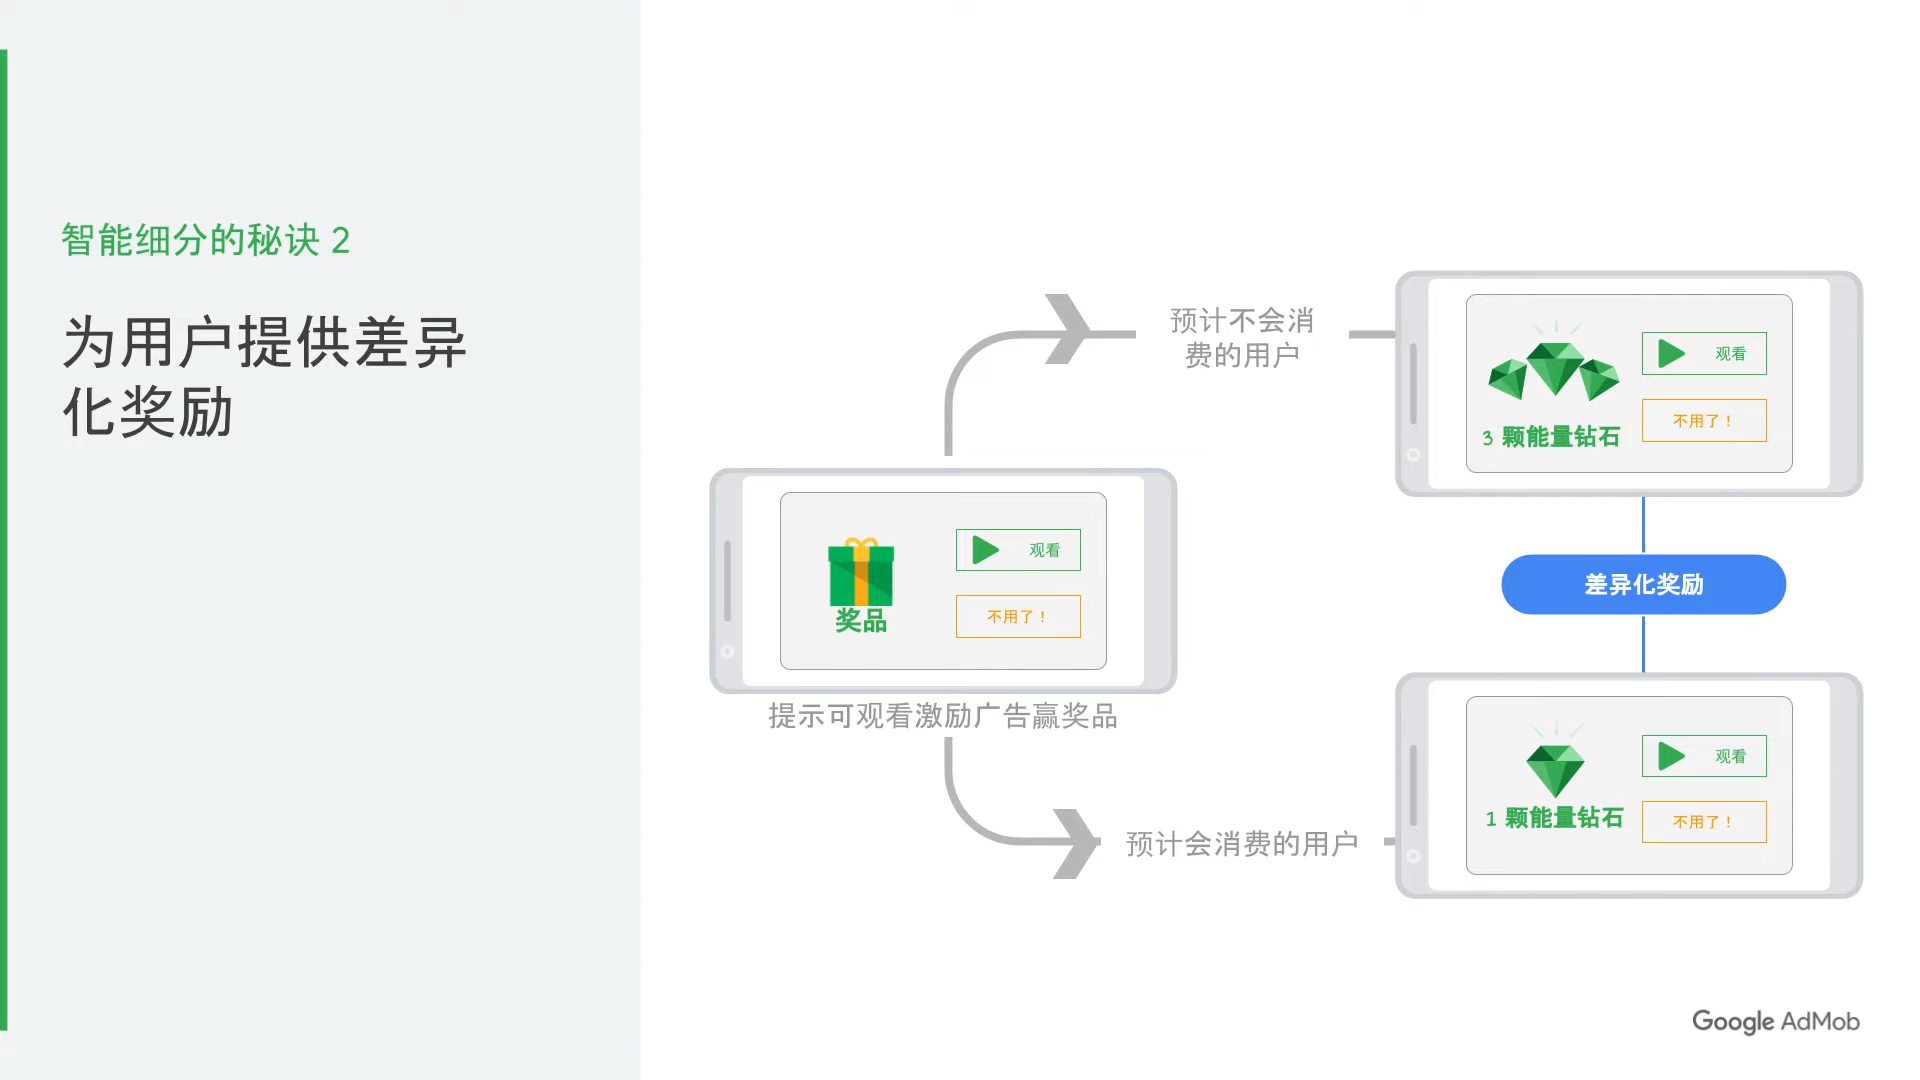 智能细分的秘诀 2
为用户提供差异
化奖励
观看
不用了！
奖品
提示可观看激励广告赢奖品
预计不会消
费的用户
观看
不用了！
3 颗能量钻石
差异化奖励
预计会消费的用户
观看
不用了！
1 颗能量钻石
Google AdMob